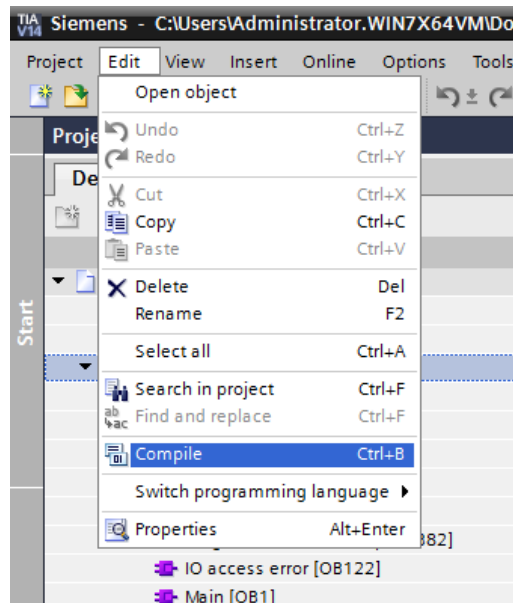 TIA V14 Siemens - C:\Users\Administrator.WIN7X64VM\Do
Project Edit View Insert Online Options Tools
Open object
Proje
Undo Ctrl+Z
Redo Ctrl+Y
De
Cut Ctrl+X
Copy Ctrl+C
Paste Ctrl+V
Delete Del
Rename F2
Start
Select all Ctrl+A
Search in project Ctrl+F
Find and replace Ctrl+F
Compile Ctrl+B
Switch programming language
Properties Alt+Enter
B82]
IO access error [OB122]
Main [OB1]